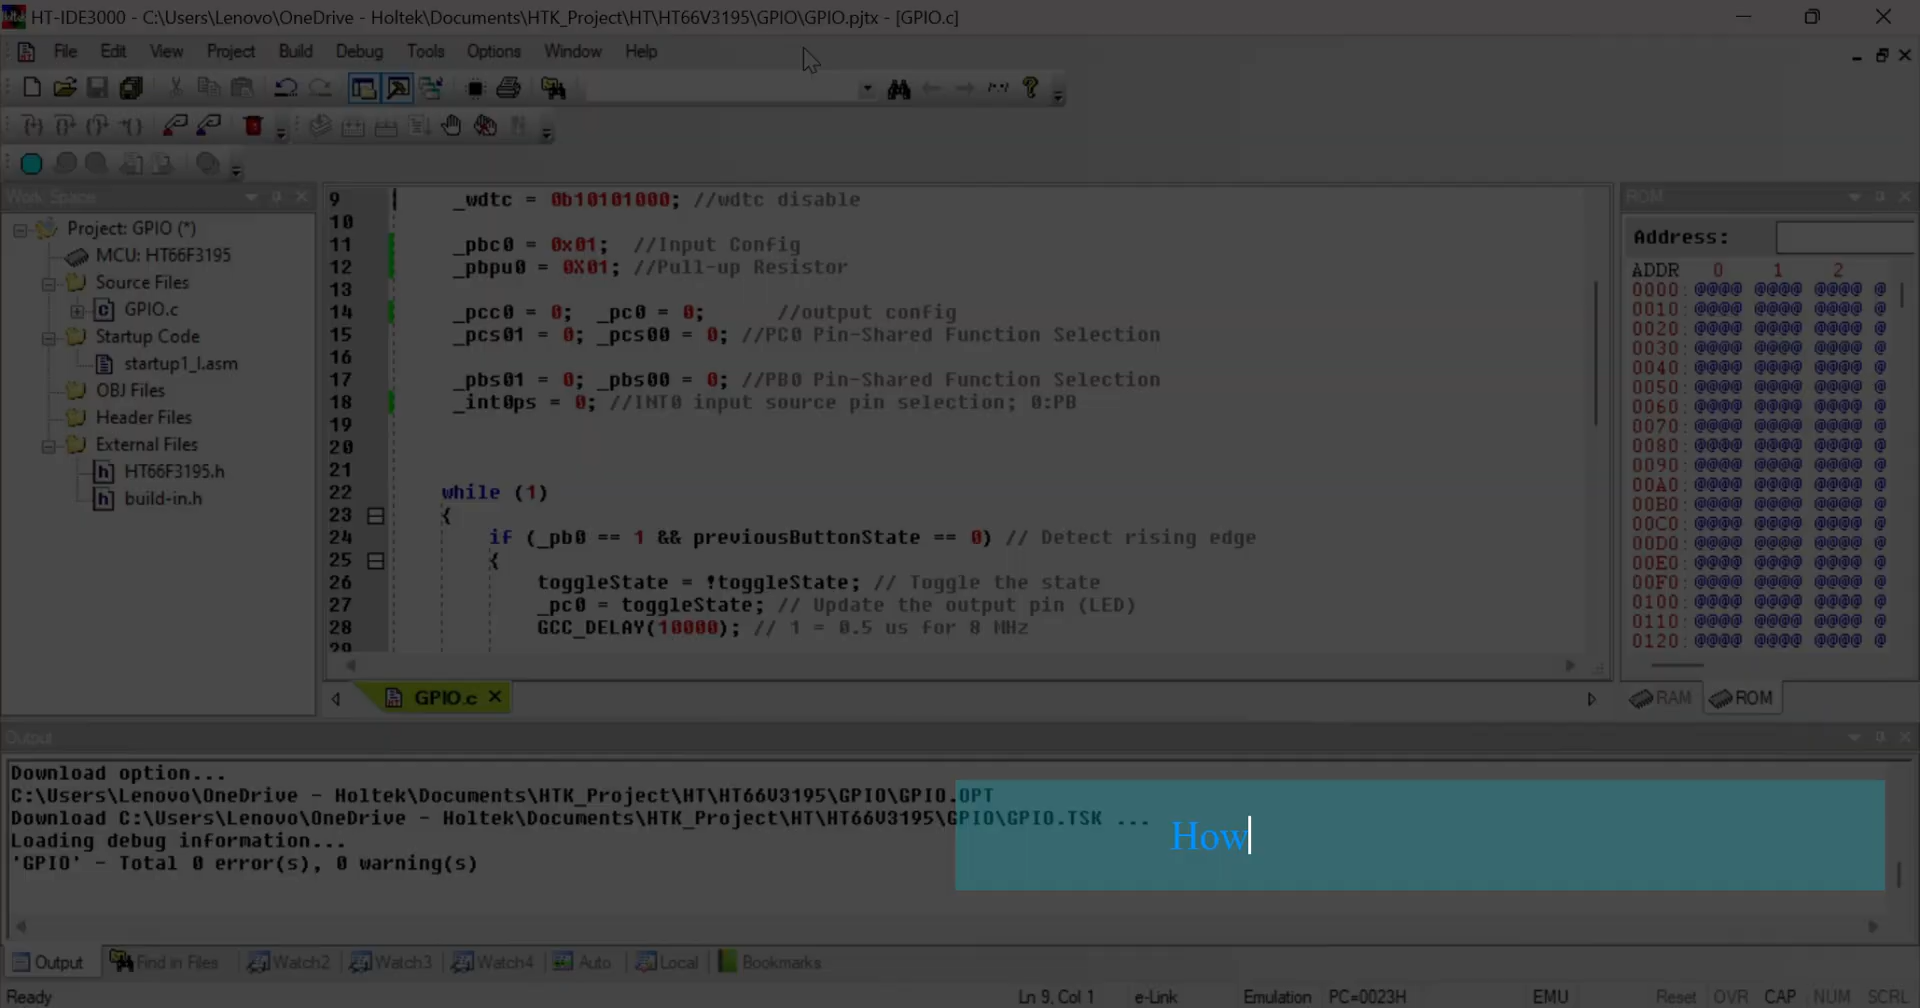 HT-IDE3000 - C:\Users\Lenovo\OneDrive - Holtek\Documents\HTK_Project\HT\HT66V3195\GPIO\GPIO.pjtx - [GPIO.c]
File Edit View Project Build Debug Tools Options Window Help
Work Space
Project: GPIO (*)
MCU: HT66F3195
Source Files
GPIO.c
Startup Code
startup1_l.asm
OBJ Files
Header Files
External Files
HT66F3195.h
build-in.h
9 _wdtc = 0b10101000; //wdtc disable
10
11 _pbc0 = 0x01; //Input Config
12 _pbpu0 = 0X01; //Pull-up Resistor
13
14 _pcc0 = 0; _pc0 = 0; //output config
15 _pcs01 = 0; _pcs00 = 0; //PC0 Pin-Shared Function Selection
16
17 _pbs01 = 0; _pbs00 = 0; //PB0 Pin-Shared Function Selection
18 _int0ps = 0; //INT0 input source pin selection; 0:PB
19
20
21
22 while (1)
23 {
24 if (_pb0 == 1 && previousButtonState == 0) // Detect rising edge
25 {
26 toggleState = !toggleState; // Toggle the state
27 _pc0 = toggleState; // Update the output pin (LED)
28 GCC_DELAY(10000); // 1 = 0.5 us for 8 MHz
29
GPIO.c
ROM
Address:
ADDR 0 1 2
0000: @@@@ @@@@ @@@@ @
0010: @@@@ @@@@ @@@@ @
0020: @@@@ @@@@ @@@@ @
0030: @@@@ @@@@ @@@@ @
0040: @@@@ @@@@ @@@@ @
0050: @@@@ @@@@ @@@@ @
0060: @@@@ @@@@ @@@@ @
0070: @@@@ @@@@ @@@@ @
0080: @@@@ @@@@ @@@@ @
0090: @@@@ @@@@ @@@@ @
00A0: @@@@ @@@@ @@@@ @
00B0: @@@@ @@@@ @@@@ @
00C0: @@@@ @@@@ @@@@ @
00D0: @@@@ @@@@ @@@@ @
00E0: @@@@ @@@@ @@@@ @
00F0: @@@@ @@@@ @@@@ @
0100: @@@@ @@@@ @@@@ @
0110: @@@@ @@@@ @@@@ @
0120: @@@@ @@@@ @@@@ @
RAM ROM
Output
Download option...
C:\Users\Lenovo\OneDrive - Holtek\Documents\HTK_Project\HT\HT66V3195\GPIO\GPIO.OPT
Download C:\Users\Lenovo\OneDrive - Holtek\Documents\HTK_Project\HT\HT66V3195\GPIO\GPIO.TSK ...
Loading debug information...
'GPIO' - Total 0 error(s), 0 warning(s)
How
Output Find in Files Watch2 Watch3 Watch4 Auto Local Bookmarks
Ready Ln 9, Col 1 e-Link Emulation PC=0023H EMU Reset OVR CAP NUM SCRL